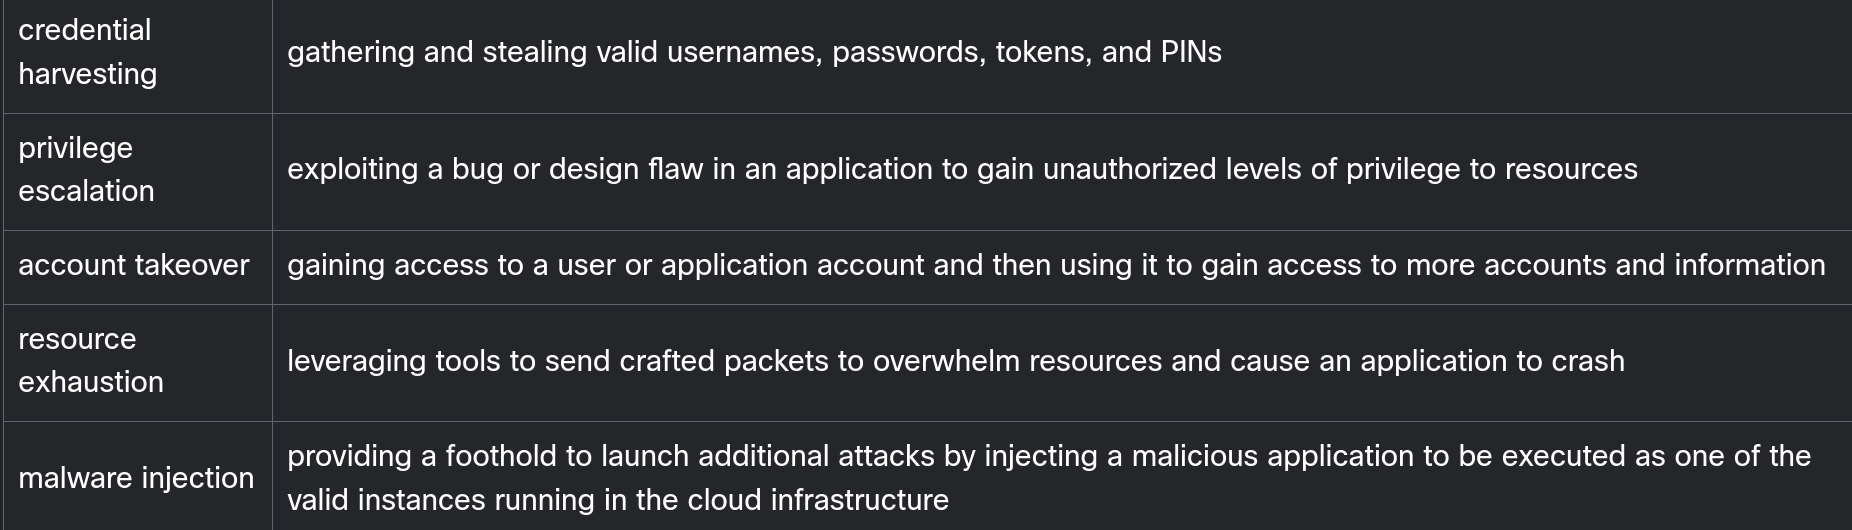 credential
harvesting
gathering and stealing valid usernames, passwords, tokens, and PINs
privilege
escalation
exploiting a bug or design flaw in an application to gain unauthorized levels of privilege to resources
account takeover
gaining access to a user or application account and then using it to gain access to more accounts and information
resource
exhaustion
leveraging tools to send crafted packets to overwhelm resources and cause an application to crash
malware injection
providing a foothold to launch additional attacks by injecting a malicious application to be executed as one of the
valid instances running in the cloud infrastructure